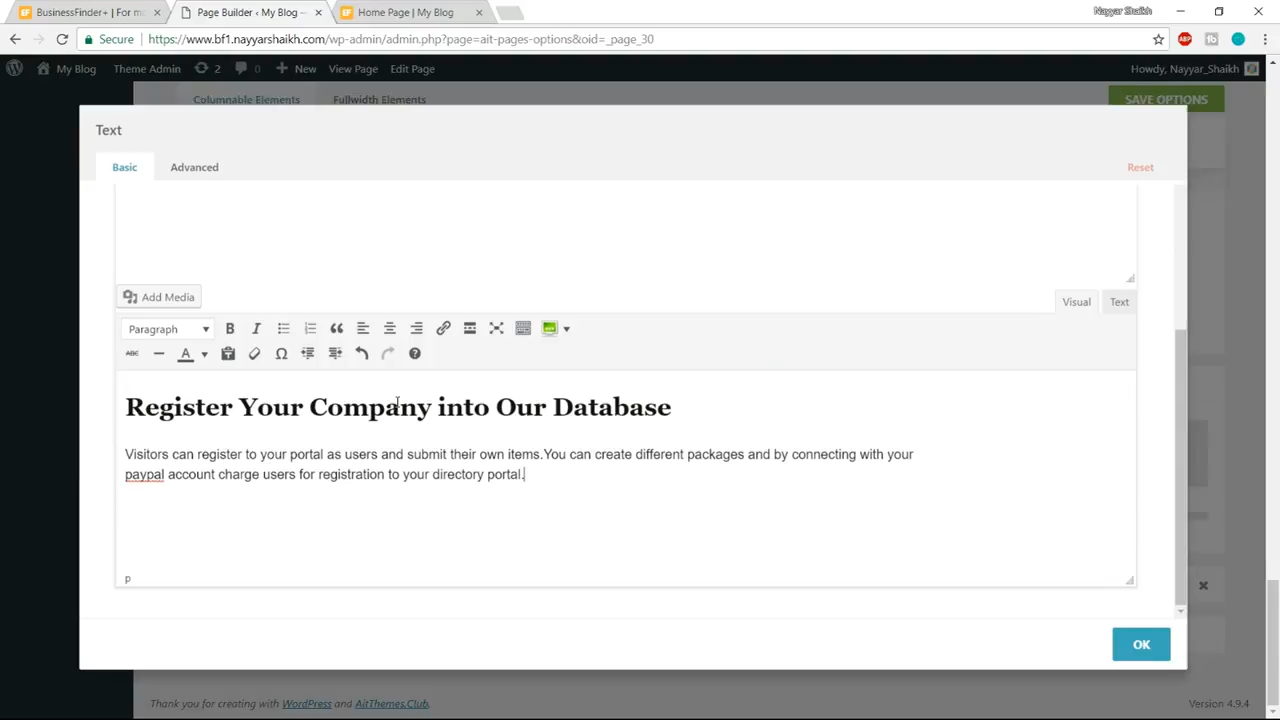 BusinessFinder+ | For m
Page Builder ‹ My Blog —
Home Page | My Blog
Nayyar Shaikh
Secure
https://www.bf1.nayyarshaikh.com/wp-admin/admin.php?page=ait-pages-options&oid=_page_30
My Blog
Theme Admin
2
0
New
View Page
Edit Page
Howdy, Nayyar_Shaikh
Columnable Elements
Fullwidth Elements
SAVE OPTIONS
Text
Basic
Advanced
Reset
Add Media
Visual
Text
Paragraph
B
I
ABC
A
Register Your Company into Our Database
Visitors can register to your portal as users and submit their own items.You can create different packages and by connecting with your
paypal account charge users for registration to your directory portal.
p
OK
Thank you for creating with WordPress and AitThemes.Club.
Version 4.9.4